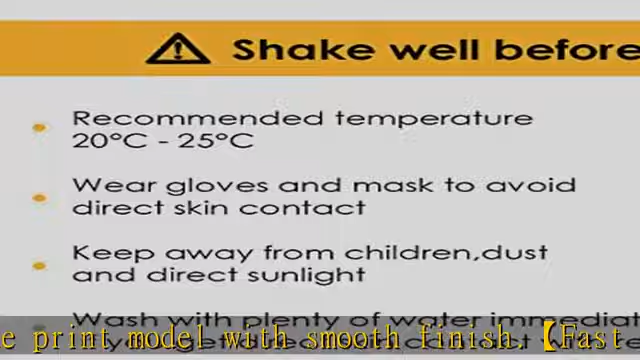 Shake well before
Recommended temperature
20°C - 25°C
Wear gloves and mask to avoid
direct skin contact
Keep away from children,dust
and direct sunlight
Wash with plenty of water immediat
e print model with smooth finish,【Fast